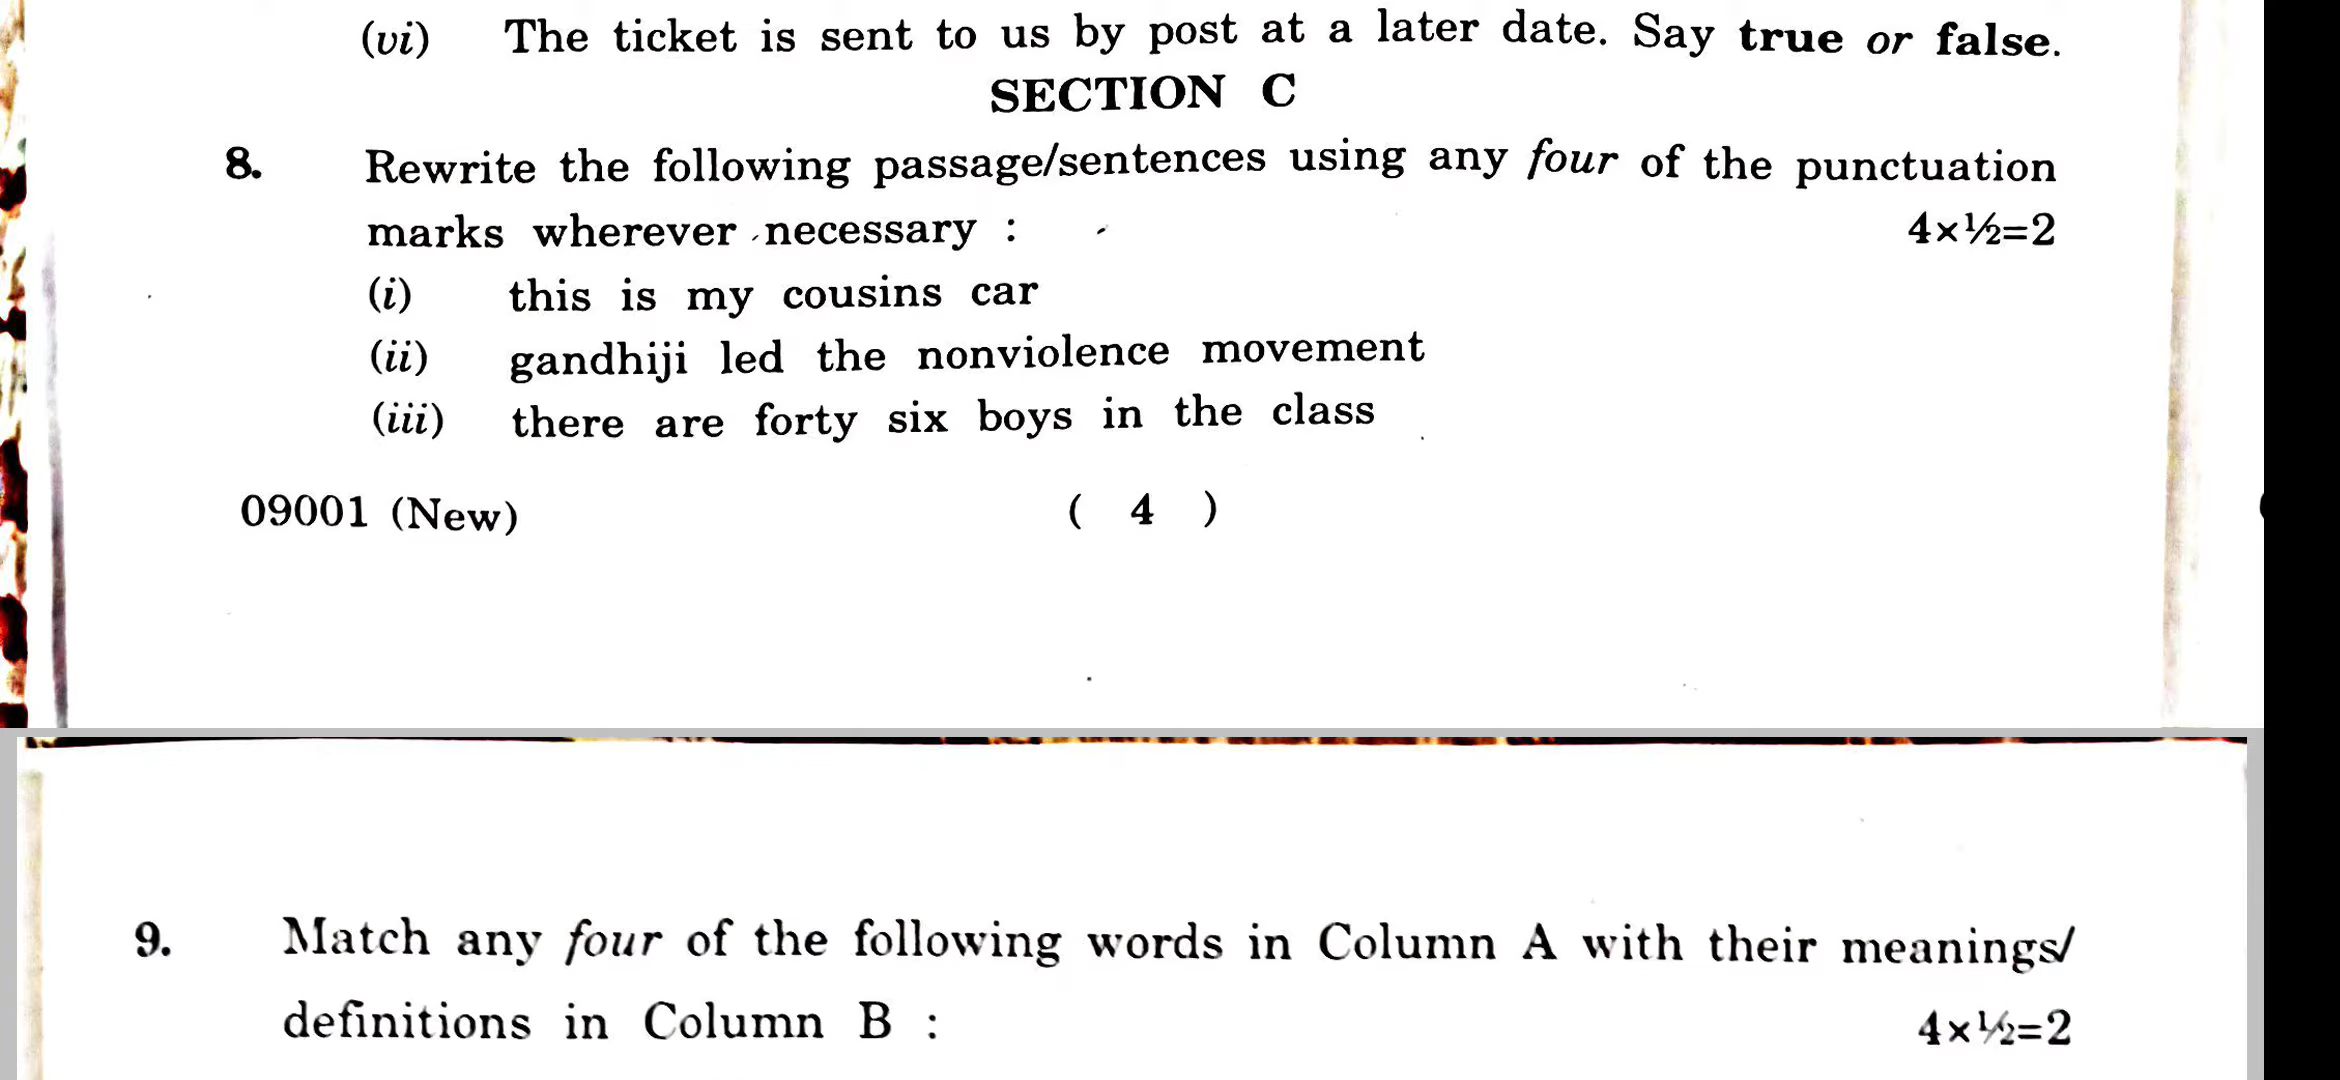 (vi) The ticket is sent to us by post at a later date. Say true or false.
SECTION C
8. Rewrite the following passage/sentences using any four of the punctuation
marks wherever necessary : 4×½=2
(i) this is my cousins car
(ii) gandhiji led the nonviolence movement
(iii) there are forty six boys in the class
09001 (New) ( 4 )
9. Match any four of the following words in Column A with their meanings/
definitions in Column B : 4×½=2